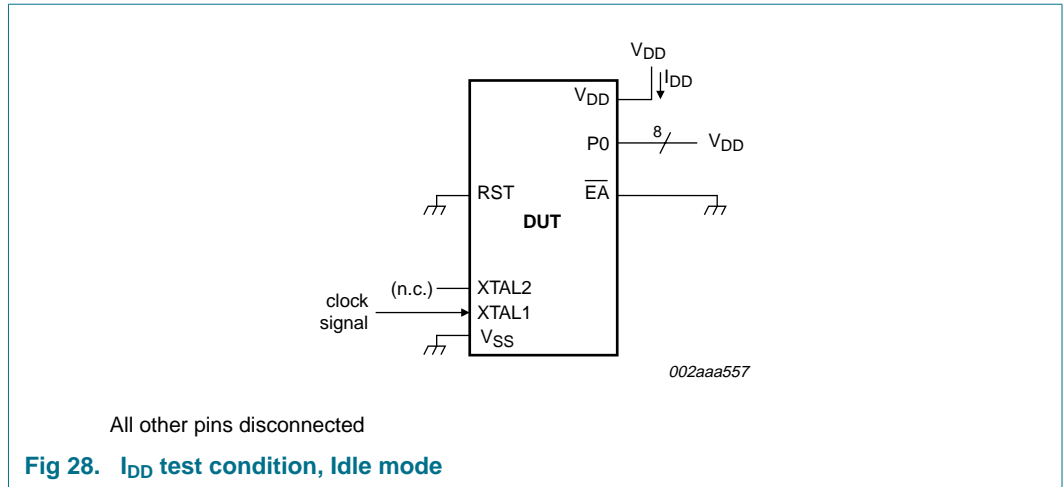 VDD
IDD
VDD
8
P0
VDD
RST
EA
DUT
(n.c.)
XTAL2
clock
signal
XTAL1
VSS
002aaa557
All other pins disconnected
Fig 28. IDD test condition, Idle mode